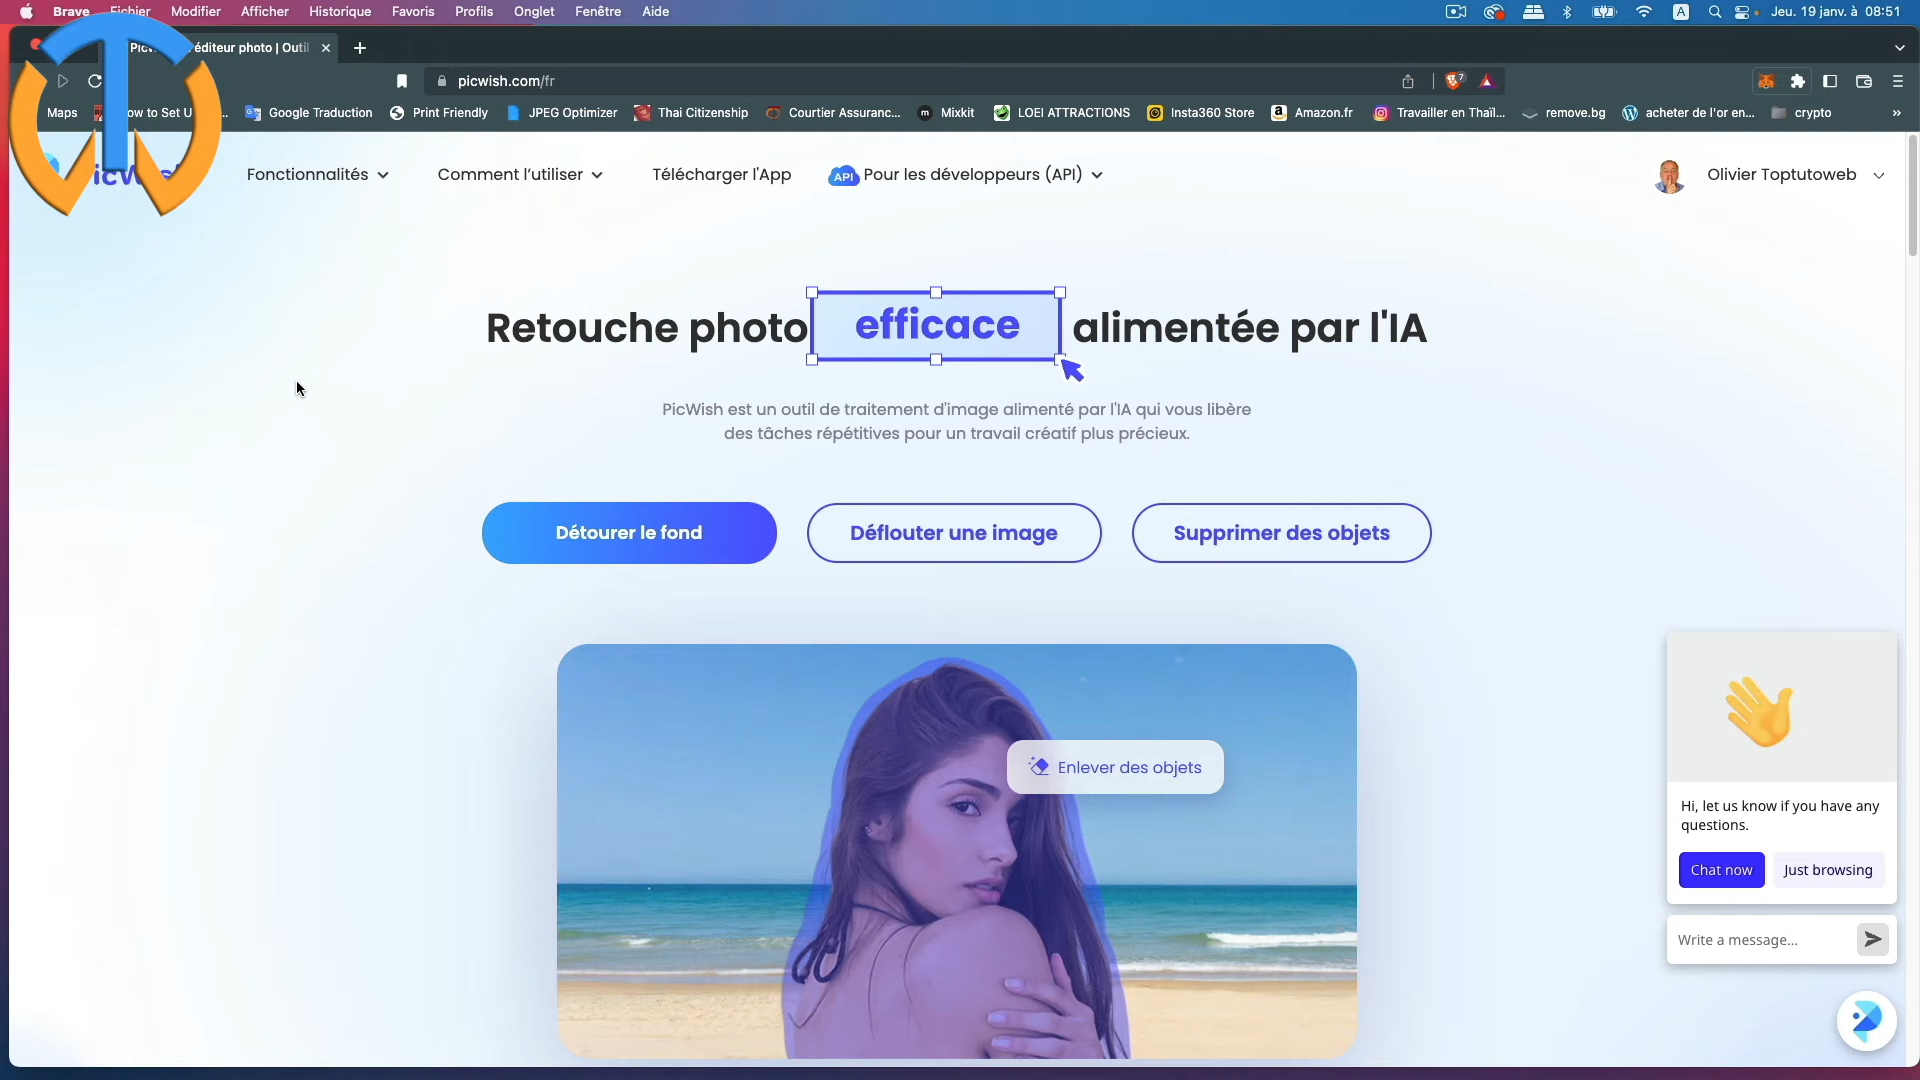 Brave Fichier Modifier Afficher Historique Favoris Profils Onglet Fenêtre Aide
A Jeu. 19 janv. à 08:51
éditeur photo | Outil
picwish.com/fr
7
Maps
ow to Set U
Google Traduction
Print Friendly
JPEG Optimizer
Thai Citizenship
Courtier Assuranc...
Mixkit
LOEI ATTRACTIONS
Insta360 Store
Amazon.fr
Travailler en Thaïl...
remove.bg
acheter de l'or en...
crypto
»
Fonctionnalités
Comment l'utiliser
Télécharger l'App
API Pour les développeurs (API)
Olivier Toptutoweb
Retouche photo efficace alimentée par l'IA
PicWish est un outil de traitement d'image alimenté par l'IA qui vous libère
des tâches répétitives pour un travail créatif plus précieux.
Détourer le fond
Déflouter une image
Supprimer des objets
Enlever des objets
Hi, let us know if you have any
questions.
Chat now
Just browsing
Write a message...